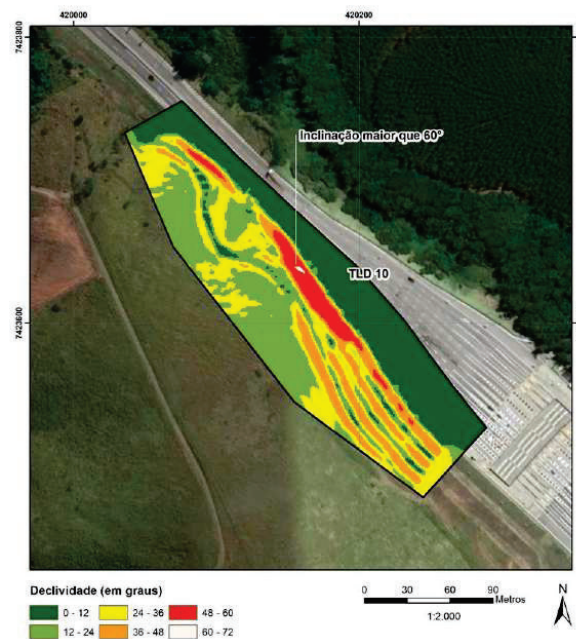 420000
420200
7423800
Inclinação maior que 60°
TLD 10
7423600
Declividade (em graus)
0 - 12
24 - 36
48 - 60
12 - 24
36 - 48
60 - 72
0 30 60 90
Metros
1:2.000
N